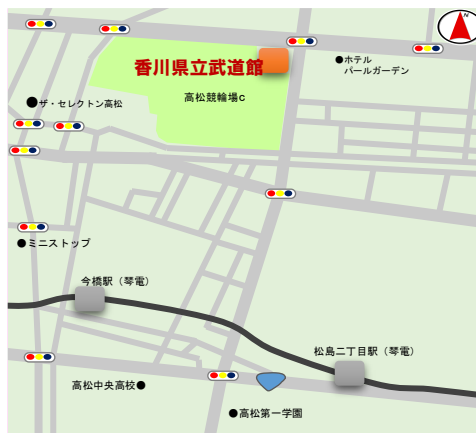 N
香川県立武道館
●ホテル
パールガーデン
高松競輪場c
●ザ・セレクトン高松
●ミニストップ
今橋駅（琴電）
松島二丁目駅（琴電）
高松中央高校●
●高松第一学園